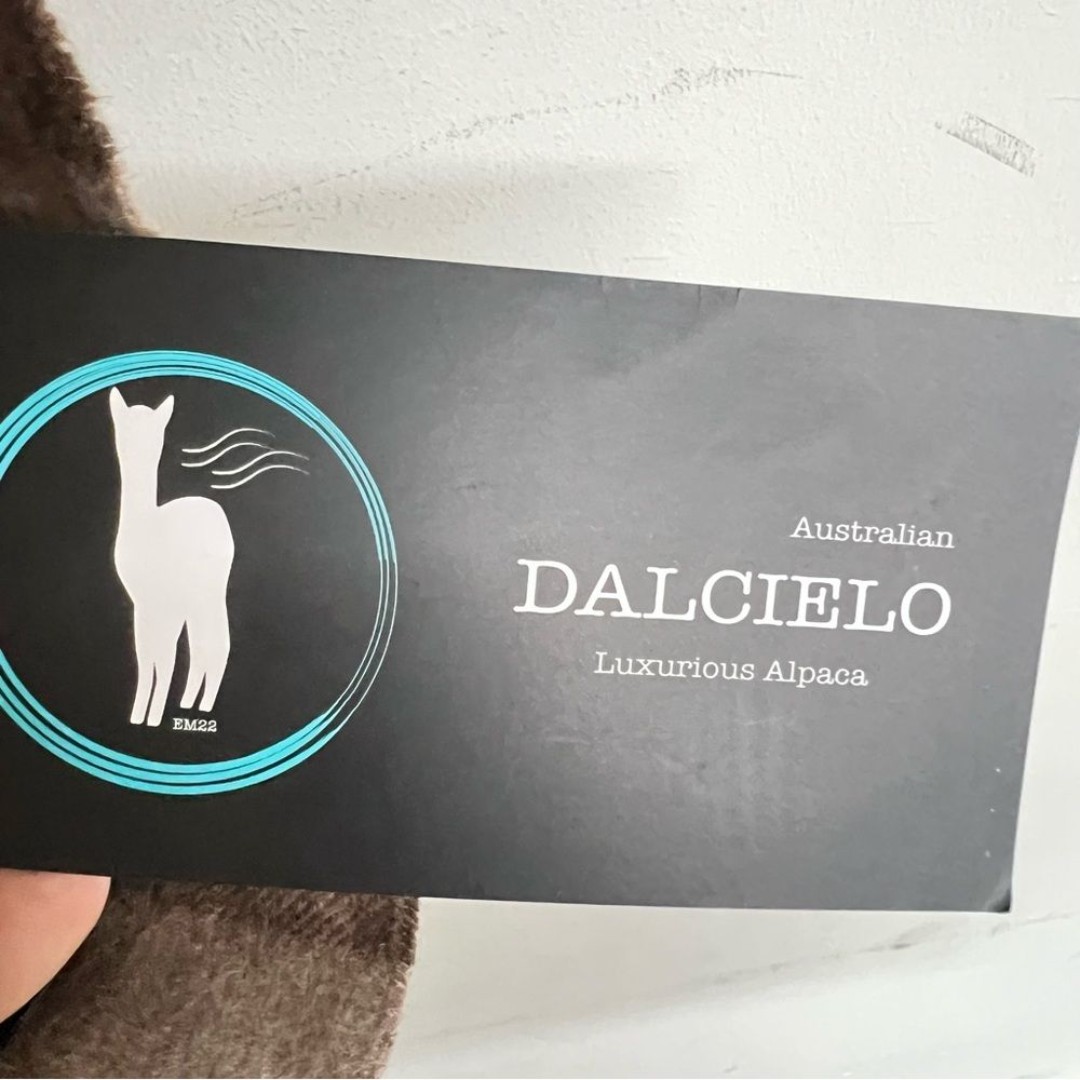 Australian
DALCIELO
Luxurious Alpaca
EM22